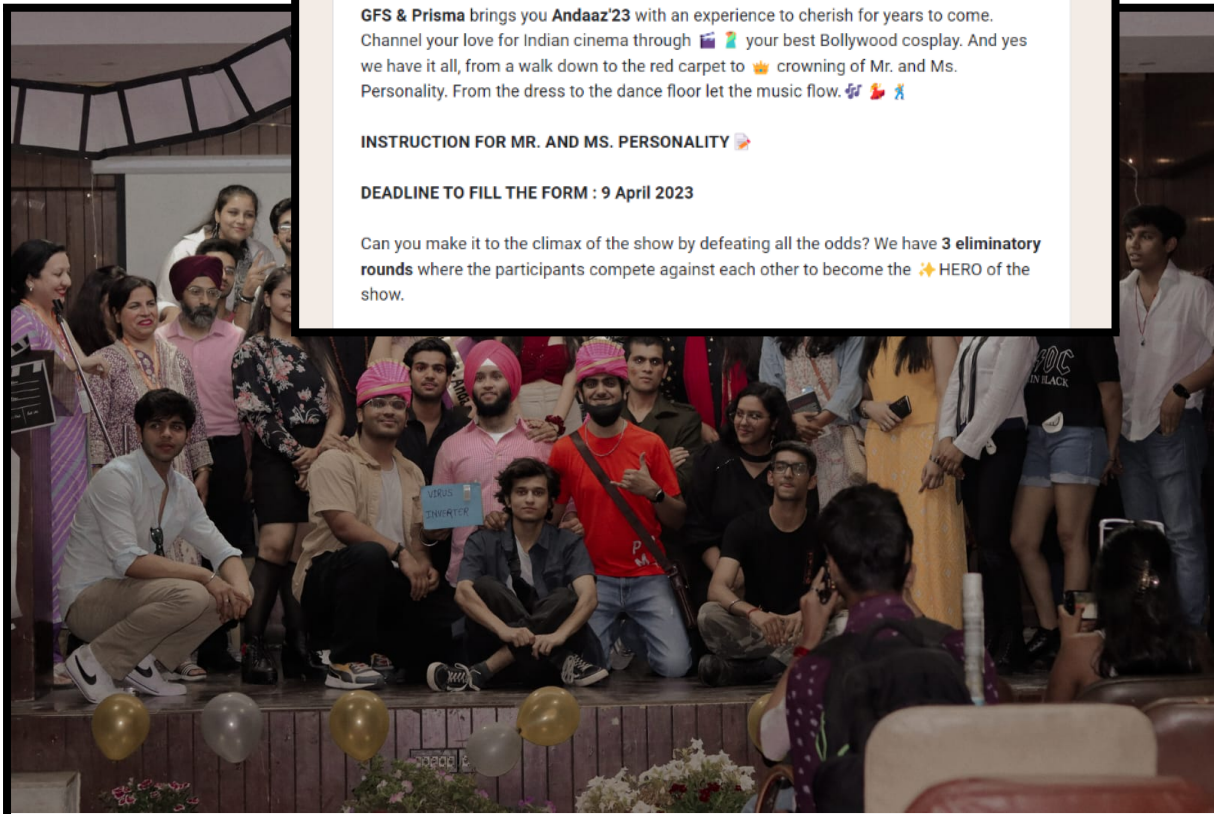 GFS & Prisma brings you Andaaz'23 with an experience to cherish for years to come.
Channel your love for Indian cinema through 🎬 💃 your best Bollywood cosplay. And yes
we have it all, from a walk down to the red carpet to 👑 crowning of Mr. and Ms.
Personality. From the dress to the dance floor let the music flow. 🎶 💃 🕺
INSTRUCTION FOR MR. AND MS. PERSONALITY 📝
DEADLINE TO FILL THE FORM : 9 April 2023
Can you make it to the climax of the show by defeating all the odds? We have 3 eliminatory
rounds where the participants compete against each other to become the ✨HERO of the
show.
IN BLACK
VIRUS
INVERTER